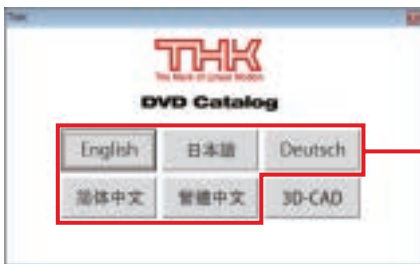 THK
THK
The Mark of Linear Motion
DVD Catalog
English 日本語 Deutsch
简体中文 繁體中文 3D-CAD